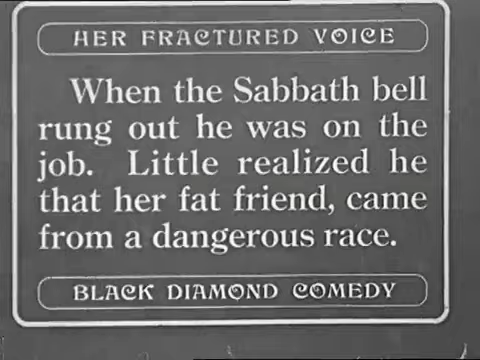 HER FRACTURED VOICE
When the Sabbath bell
rung out he was on the
job. Little realized he
that her fat friend, came
from a dangerous race.
BLACK DIAMOND COMEDY